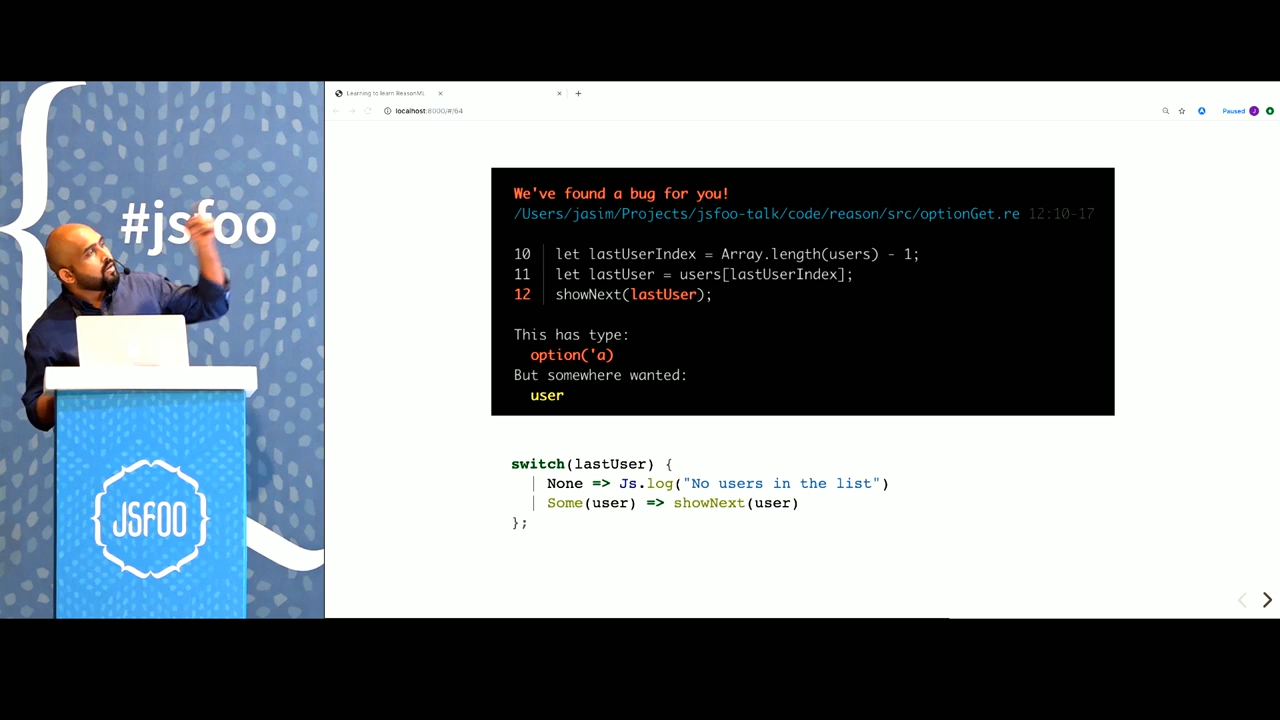 #jsfoo
JSFOO
Learning to learn ReasonML
localhost:8000/#/64
Paused
J
We've found a bug for you!
/Users/jasim/Projects/jsfoo-talk/code/reason/src/optionGet.re 12:10-17
10 │ let lastUserIndex = Array.length(users) - 1;
11 │ let lastUser = users[lastUserIndex];
12 │ showNext(lastUser);
This has type:
option('a)
But somewhere wanted:
user
switch(lastUser) {
| None => Js.log("No users in the list")
| Some(user) => showNext(user)
};